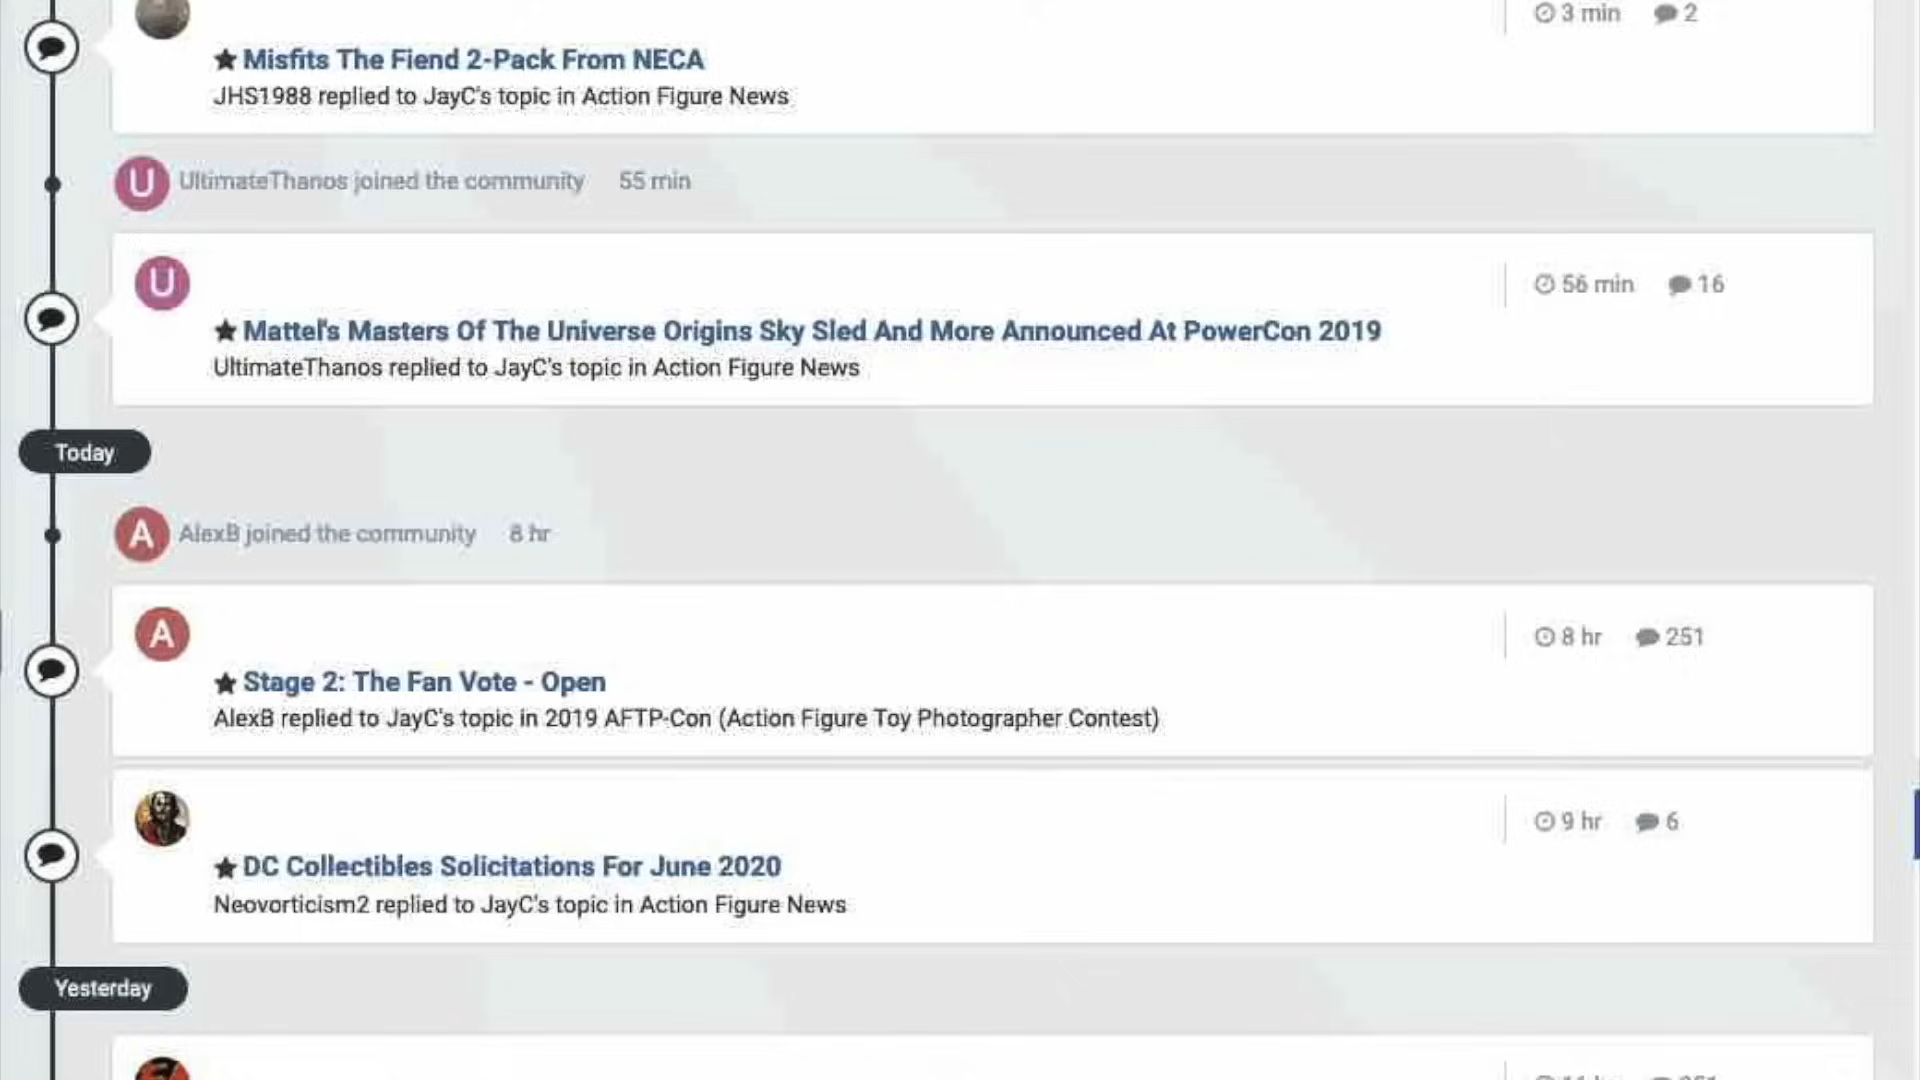 3 min 2
Misfits The Fiend 2-Pack From NECA
JHS1988 replied to JayC's topic in Action Figure News
U UltimateThanos joined the community 55 min
U
56 min 16
Mattel's Masters Of The Universe Origins Sky Sled And More Announced At PowerCon 2019
UltimateThanos replied to JayC's topic in Action Figure News
Today
A AlexB joined the community 8 hr
A
8 hr 251
Stage 2: The Fan Vote - Open
AlexB replied to JayC's topic in 2019 AFTP-Con (Action Figure Toy Photographer Contest)
9 hr 6
DC Collectibles Solicitations For June 2020
Neovorticism2 replied to JayC's topic in Action Figure News
Yesterday